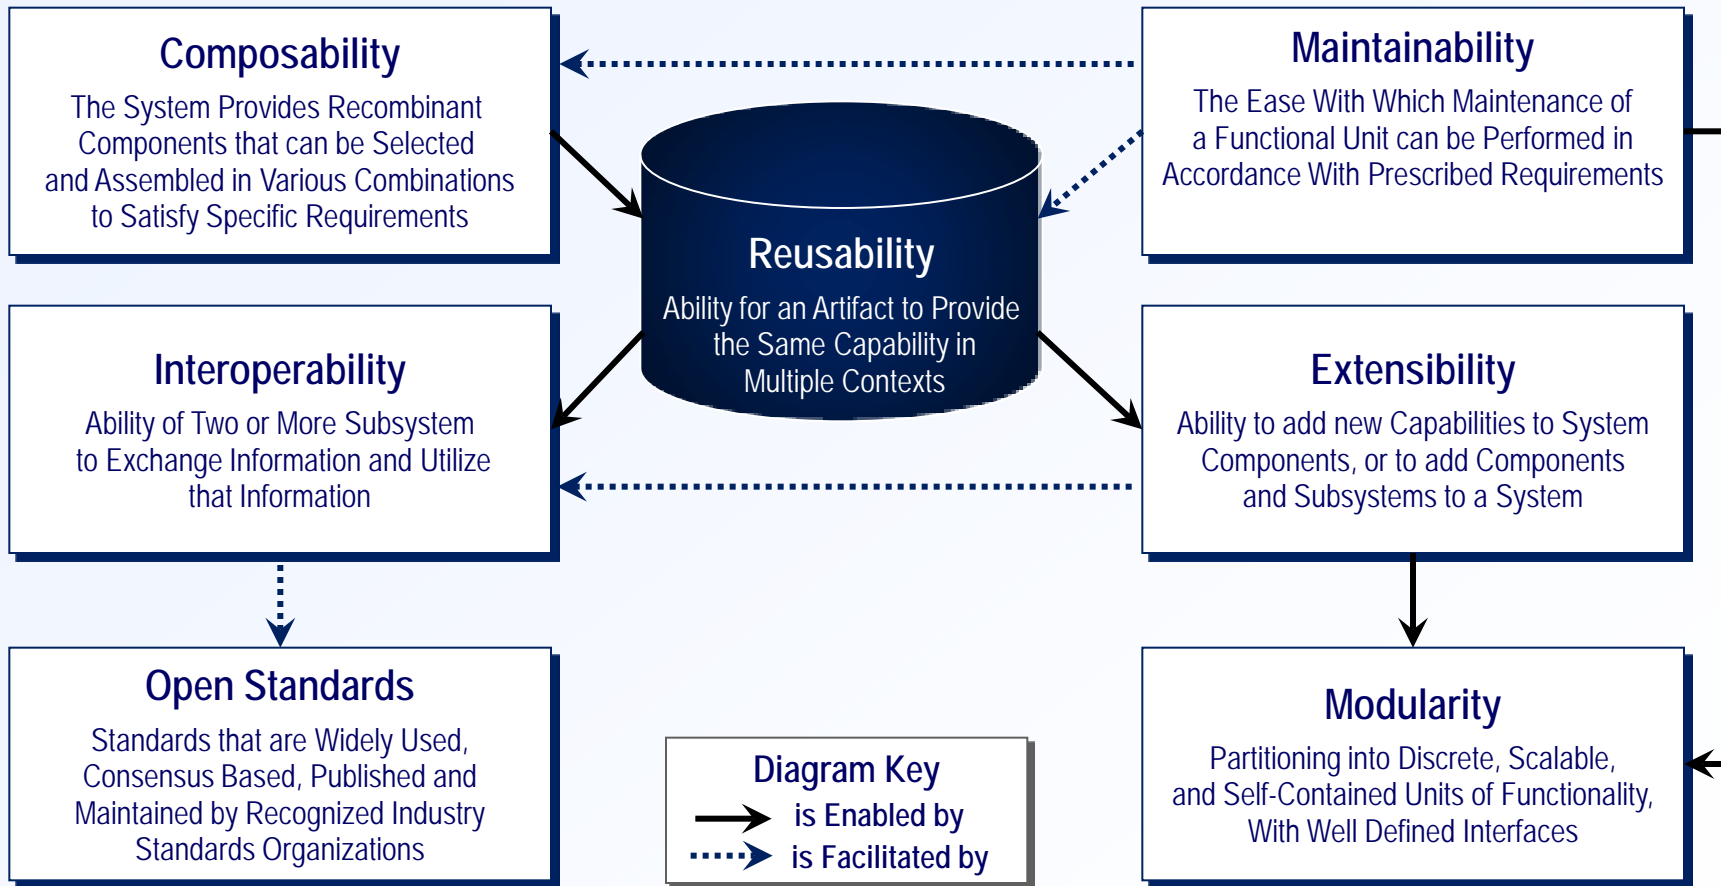 Composability
The System Provides Recombinant
Components that can be Selected
and Assembled in Various Combinations
to Satisfy Specific Requirements
Maintainability
The Ease With Which Maintenance of
a Functional Unit can be Performed in
Accordance With Prescribed Requirements
Reusability
Ability for an Artifact to Provide
the Same Capability in
Multiple Contexts
Interoperability
Ability of Two or More Subsystem
to Exchange Information and Utilize
that Information
Extensibility
Ability to add new Capabilities to System
Components, or to add Components
and Subsystems to a System
Open Standards
Standards that are Widely Used,
Consensus Based, Published and
Maintained by Recognized Industry
Standards Organizations
Diagram Key
is Enabled by
is Facilitated by
Modularity
Partitioning into Discrete, Scalable,
and Self-Contained Units of Functionality,
With Well Defined Interfaces